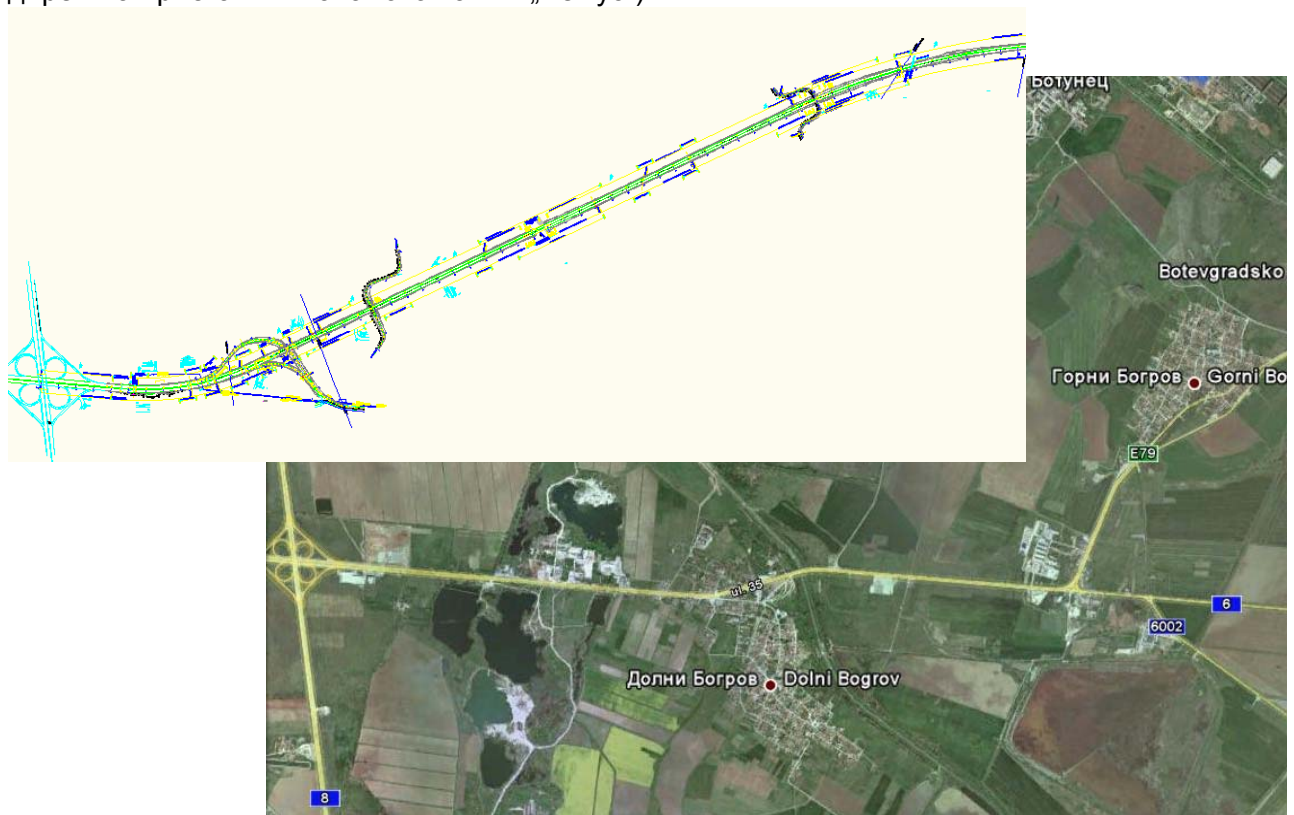 Ботунец
Botevgradsko
Горни Богров Gorni Bo
E79
ul. 35
6
6002
Долни Богров Dolni Bogrov
8